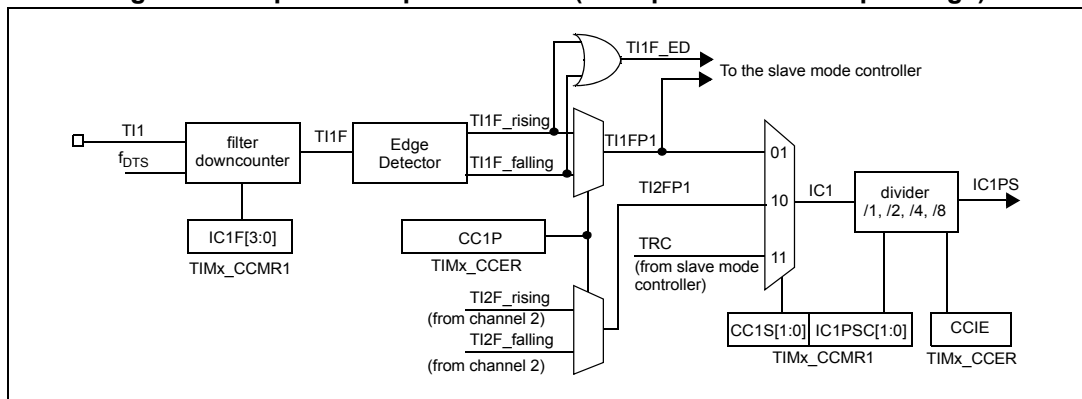 TI1F_ED
To the slave mode controller
TI1
filter
downcounter
TI1F
Edge
Detector
TI1F_rising
TI1F_falling
TI1FP1
fDTS
01
TI2FP1
10
IC1
divider
/1, /2, /4, /8
IC1PS
IC1F[3:0]
TIMx_CCMR1
CC1P
TIMx_CCER
TRC
(from slave mode
controller)
11
TI2F_rising
(from channel 2)
TI2F_falling
(from channel 2)
CC1S[1:0]
IC1PSC[1:0]
TIMx_CCMR1
CCIE
TIMx_CCER